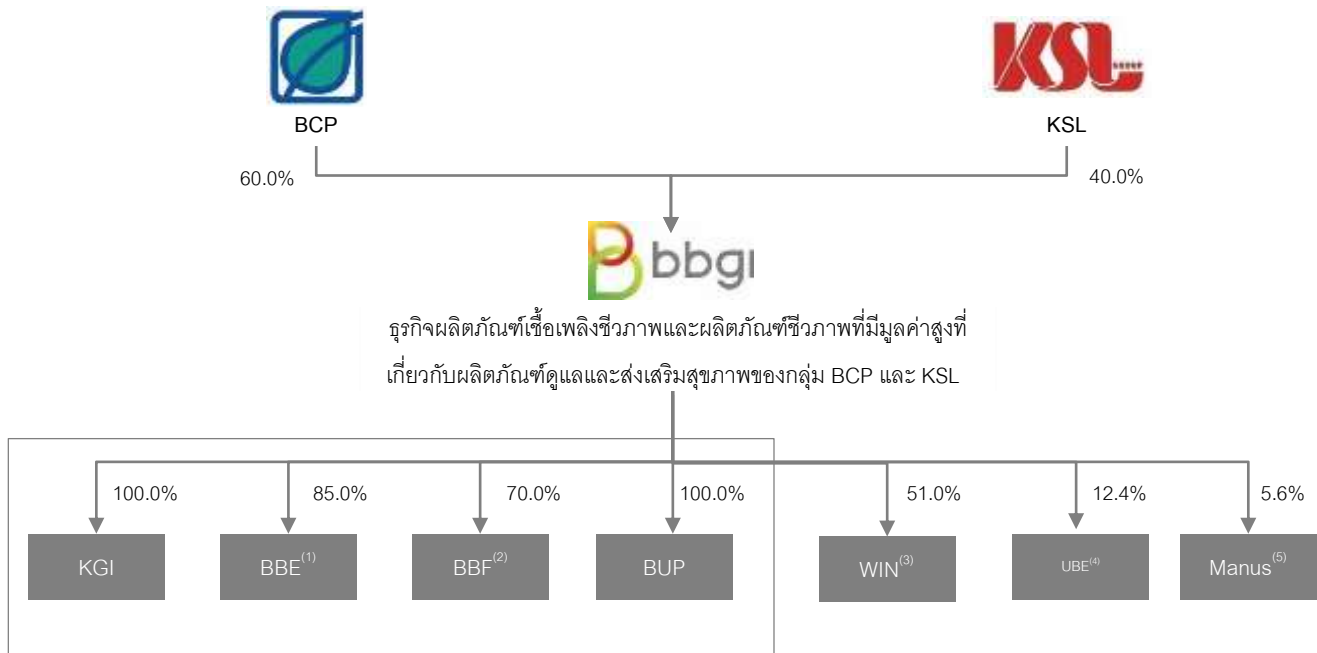 KSL GROUP
BCP
KSL
60.0%
40.0%
bbgi
ธุรกิจผลิตภัณฑ์เชื้อเพลิงชีวภาพและผลิตภัณฑ์ชีวภาพที่มีมูลค่าสูงที่
เกี่ยวกับผลิตภัณฑ์ดูแลและส่งเสริมสุขภาพของกลุ่ม BCP และ KSL
100.0% 85.0% 70.0% 100.0% 51.0% 12.4% 5.6%
KGI BBE(1) BBF(2) BUP WIN(3) UBE(4) Manus(5)